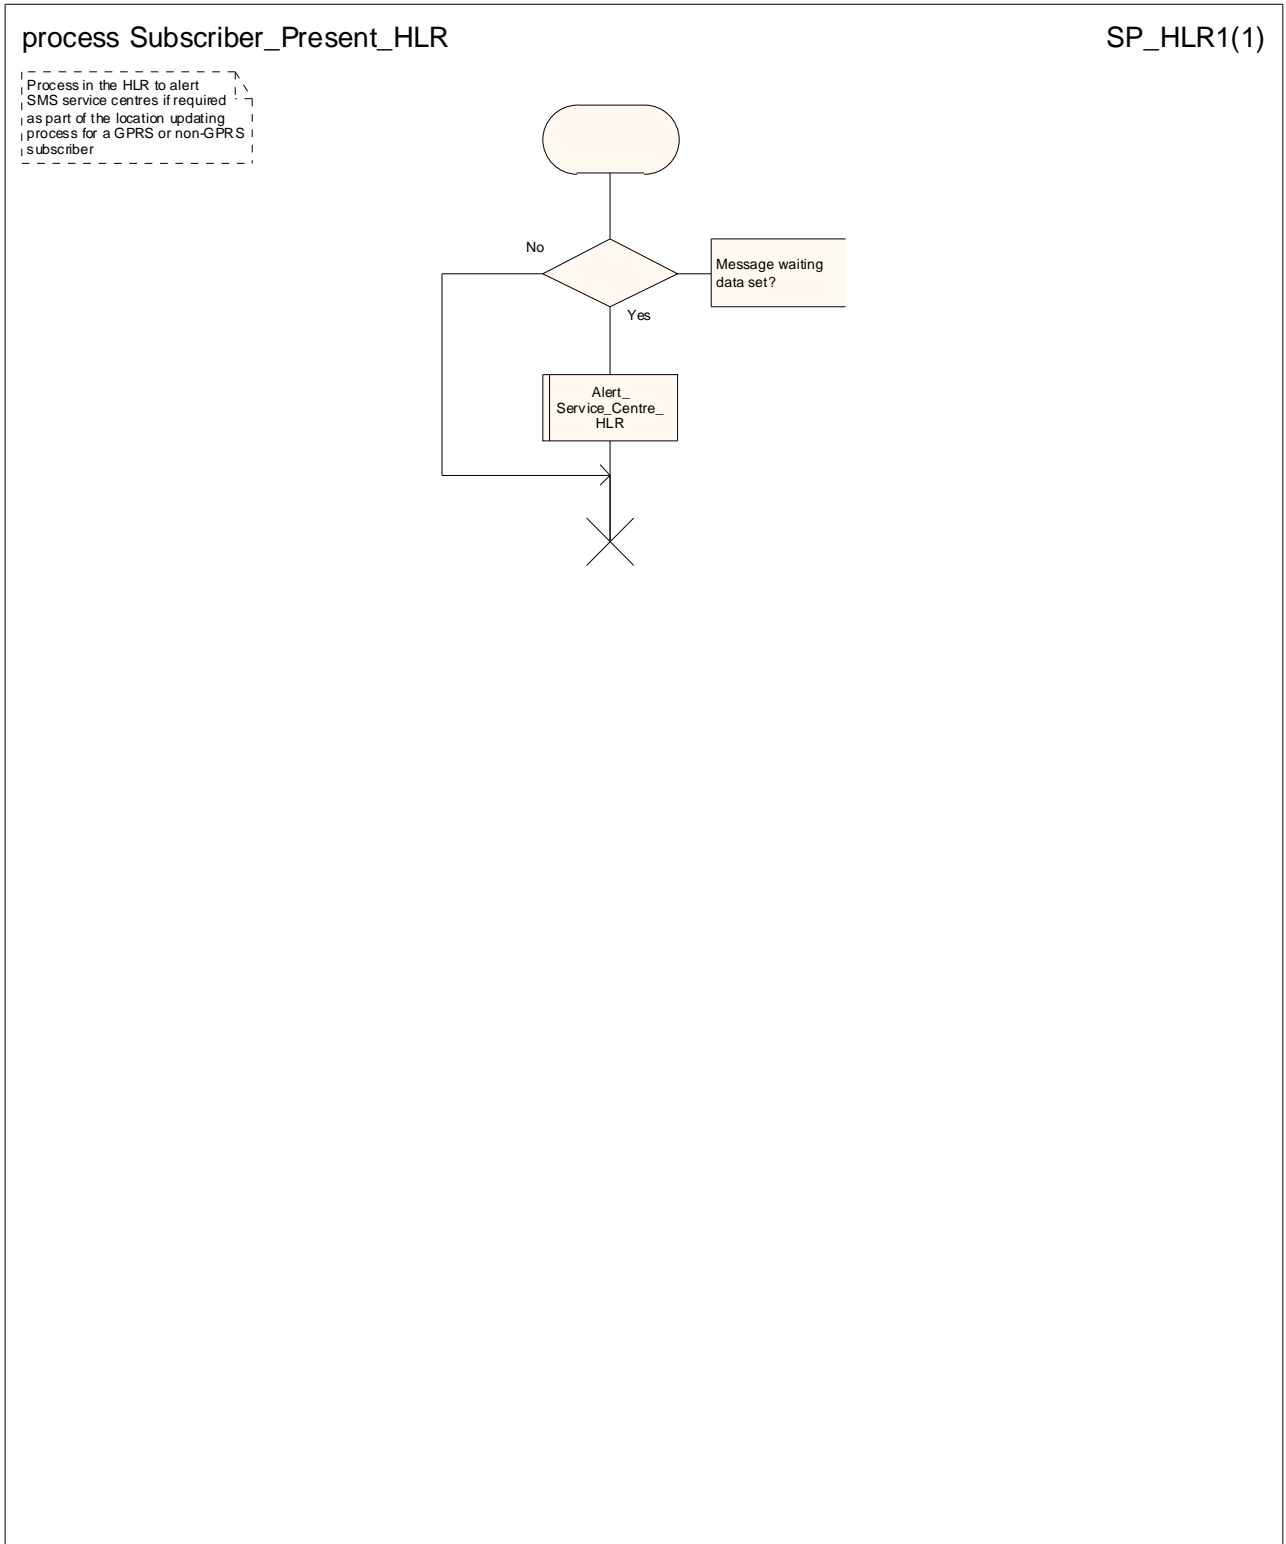 process Subscriber_Present_HLR
SP_HLR1(1)
Process in the HLR to alert
SMS service centres if required
as part of the location updating
process for a GPRS or non-GPRS
subscriber
No
Message waiting
data set?
Yes
Alert_
Service_Centre_
HLR